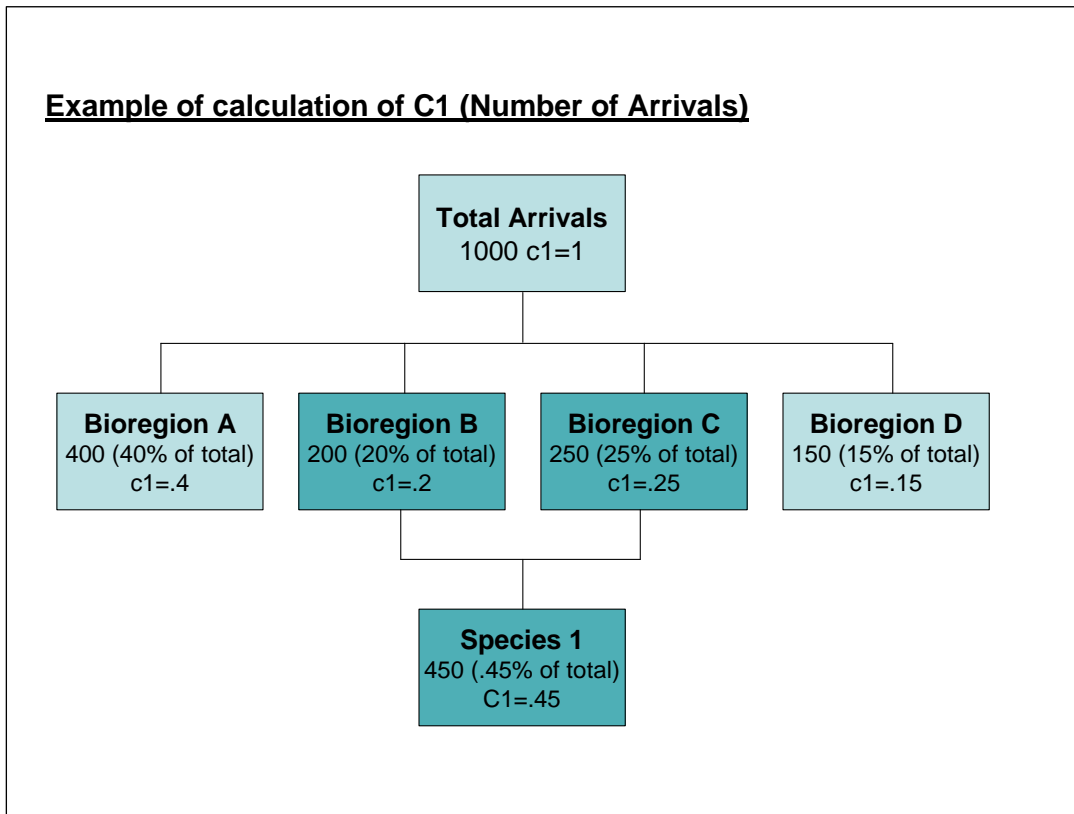 Example of calculation of C1 (Number of Arrivals)
Total Arrivals
1000 c1=1
Bioregion A
400 (40% of total)
c1=.4
Bioregion B
200 (20% of total)
c1=.2
Bioregion C
250 (25% of total)
c1=.25
Bioregion D
150 (15% of total)
c1=.15
Species 1
450 (.45% of total)
C1=.45